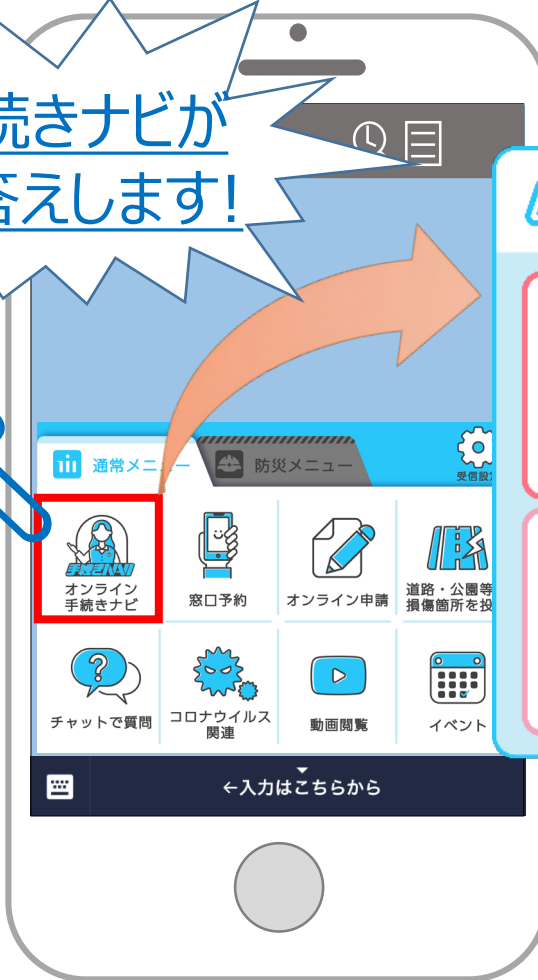 続きナビが
答えします!
通常メニュー
防災メニュー
受信設
手続きNAVI
オンライン
手続きナビ
窓口予約
オンライン申請
道路・公園等
損傷箇所を投
チャットで質問
コロナウイルス
関連
動画閲覧
イベント
←入力はこちらから